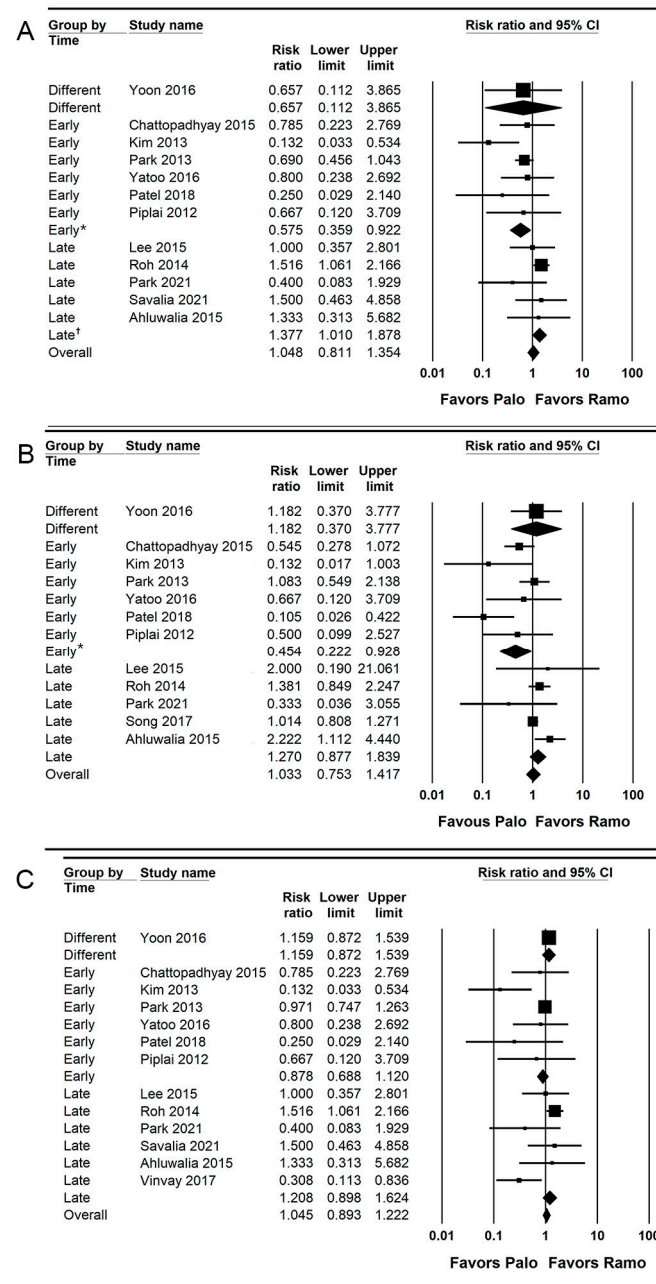 A
Group by Time Study name Risk ratio and 95% CI
Risk ratio Lower limit Upper limit
Different Yoon 2016 0.657 0.112 3.865
Different 0.657 0.112 3.865
Early Chattopadhyay 2015 0.785 0.223 2.769
Early Kim 2013 0.132 0.033 0.534
Early Park 2013 0.690 0.456 1.043
Early Yatoo 2016 0.800 0.238 2.692
Early Patel 2018 0.250 0.029 2.140
Early Piplai 2012 0.667 0.120 3.709
Early* 0.575 0.359 0.922
Late Lee 2015 1.000 0.357 2.801
Late Roh 2014 1.516 1.061 2.166
Late Park 2021 0.400 0.083 1.929
Late Savalia 2021 1.500 0.463 4.858
Late Ahluwalia 2015 1.333 0.313 5.682
Late† 1.377 1.010 1.878
Overall 1.048 0.811 1.354
0.01 0.1 1 10 100
Favors Palo Favors Ramo
B
Group by Time Study name Risk ratio and 95% CI
Risk ratio Lower limit Upper limit
Different Yoon 2016 1.182 0.370 3.777
Different 1.182 0.370 3.777
Early Chattopadhyay 2015 0.545 0.278 1.072
Early Kim 2013 0.132 0.017 1.003
Early Park 2013 1.083 0.549 2.138
Early Yatoo 2016 0.667 0.120 3.709
Early Patel 2018 0.105 0.026 0.422
Early Piplai 2012 0.500 0.099 2.527
Early* 0.454 0.222 0.928
Late Lee 2015 2.000 0.190 21.061
Late Roh 2014 1.381 0.849 2.247
Late Park 2021 0.333 0.036 3.055
Late Song 2017 1.014 0.808 1.271
Late Ahluwalia 2015 2.222 1.112 4.440
Late 1.270 0.877 1.839
Overall 1.033 0.753 1.417
0.01 0.1 1 10 100
Favous Palo Favors Ramo
C
Group by Time Study name Risk ratio and 95% CI
Risk ratio Lower limit Upper limit
Different Yoon 2016 1.159 0.872 1.539
Different 1.159 0.872 1.539
Early Chattopadhyay 2015 0.785 0.223 2.769
Early Kim 2013 0.132 0.033 0.534
Early Park 2013 0.971 0.747 1.263
Early Yatoo 2016 0.800 0.238 2.692
Early Patel 2018 0.250 0.029 2.140
Early Piplai 2012 0.667 0.120 3.709
Early 0.878 0.688 1.120
Late Lee 2015 1.000 0.357 2.801
Late Roh 2014 1.516 1.061 2.166
Late Park 2021 0.400 0.083 1.929
Late Savalia 2021 1.500 0.463 4.858
Late Ahluwalia 2015 1.333 0.313 5.682
Late Vinvay 2017 0.308 0.113 0.836
Late 1.208 0.898 1.624
Overall 1.045 0.893 1.222
0.01 0.1 1 10 100
Favors Palo Favors Ramo